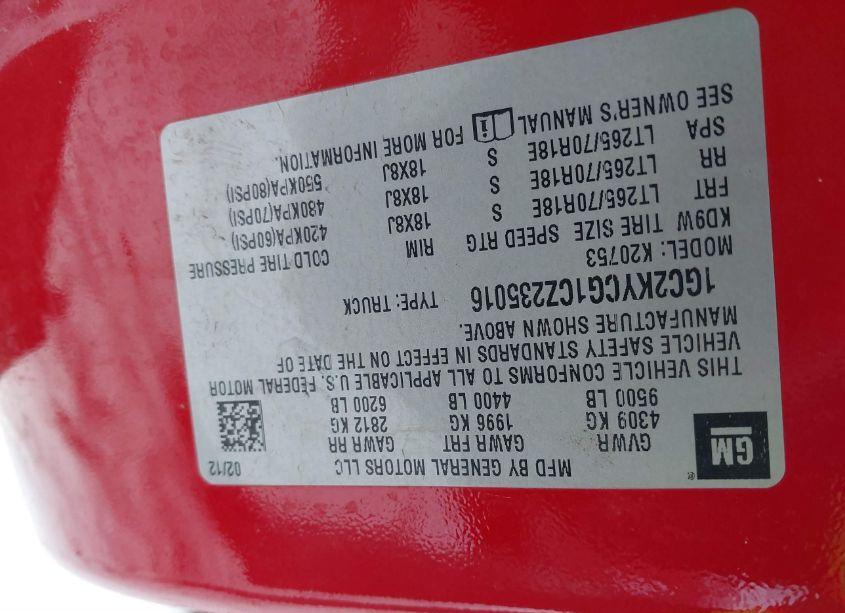 GM
MFD BY GENERAL MOTORS LLC 02/12
GVWR GAWR FRT GAWR RR
4309 KG 1996 KG 2812 KG
9500 LB 4400 LB 6200 LB
THIS VEHICLE CONFORMS TO ALL APPLICABLE U.S. FEDERAL MOTOR
VEHICLE SAFETY STANDARDS IN EFFECT ON THE DATE OF
MANUFACTURE SHOWN ABOVE.
1GC2KYCG1CZ235016 TYPE: TRUCK
MODEL: K20753
KD9W TIRE SIZE SPEED RTG RIM COLD TIRE PRESSURE
FRT LT265/70R18E S 18X8J 420KPA(60PSI)
RR LT265/70R18E S 18X8J 480KPA(70PSI)
SPA LT265/70R18E S 18X8J 550KPA(80PSI)
SEE OWNER'S MANUAL i FOR MORE INFORMATION.